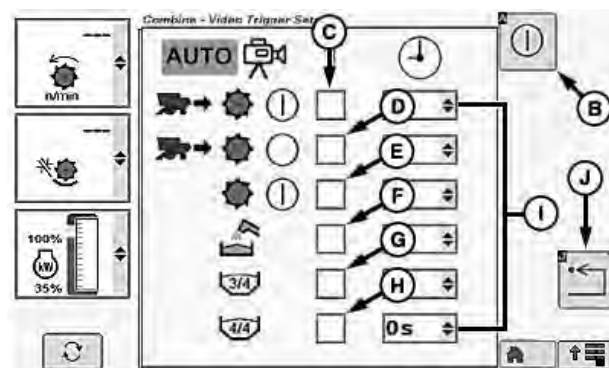 Combine - Video Trigger Set
C
A
AUTO
---
n/min
B
D
---
E
J
F
I
G
100%
kW
35%
3/4
H
4/4
0s